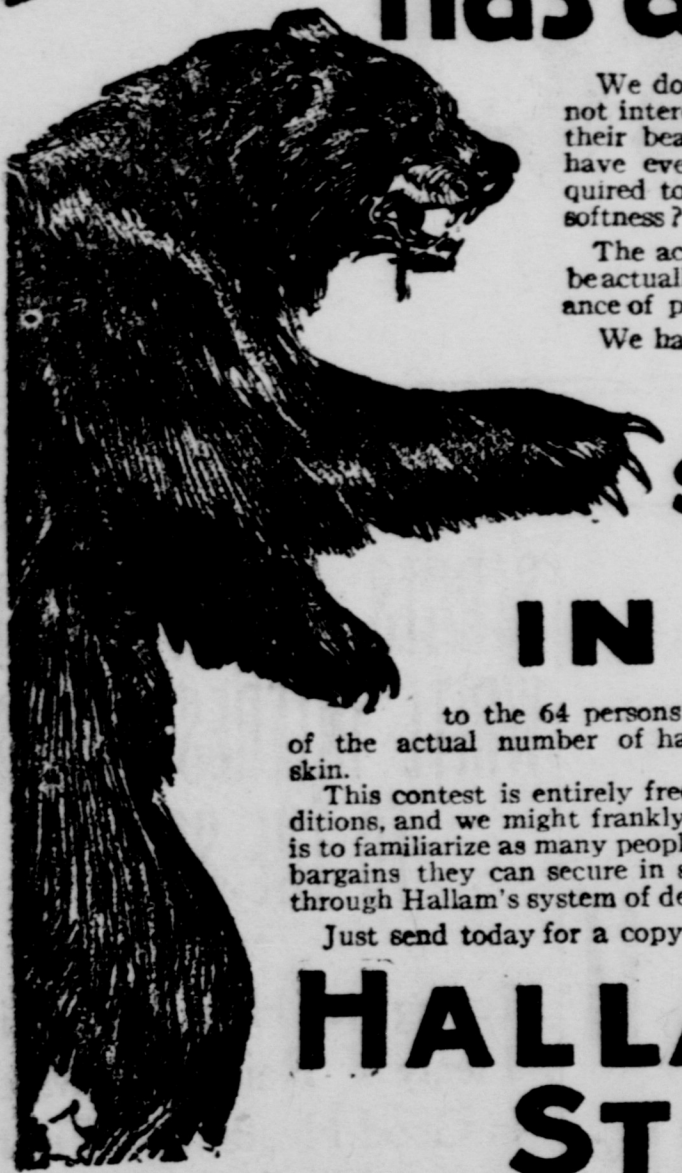 has a
We do
not inter
their bea
have eve
quired to
softness?
The ac
be actual
ance of p
We ha
S
IN
to the 64 persons
of the actual number of ha
skin.
This contest is entirely free
ditions, and we might frankly
is to familiarize as many peopl
bargains they can secure in s
through Hallam's system of de
Just send today for a copy
HALLA
ST